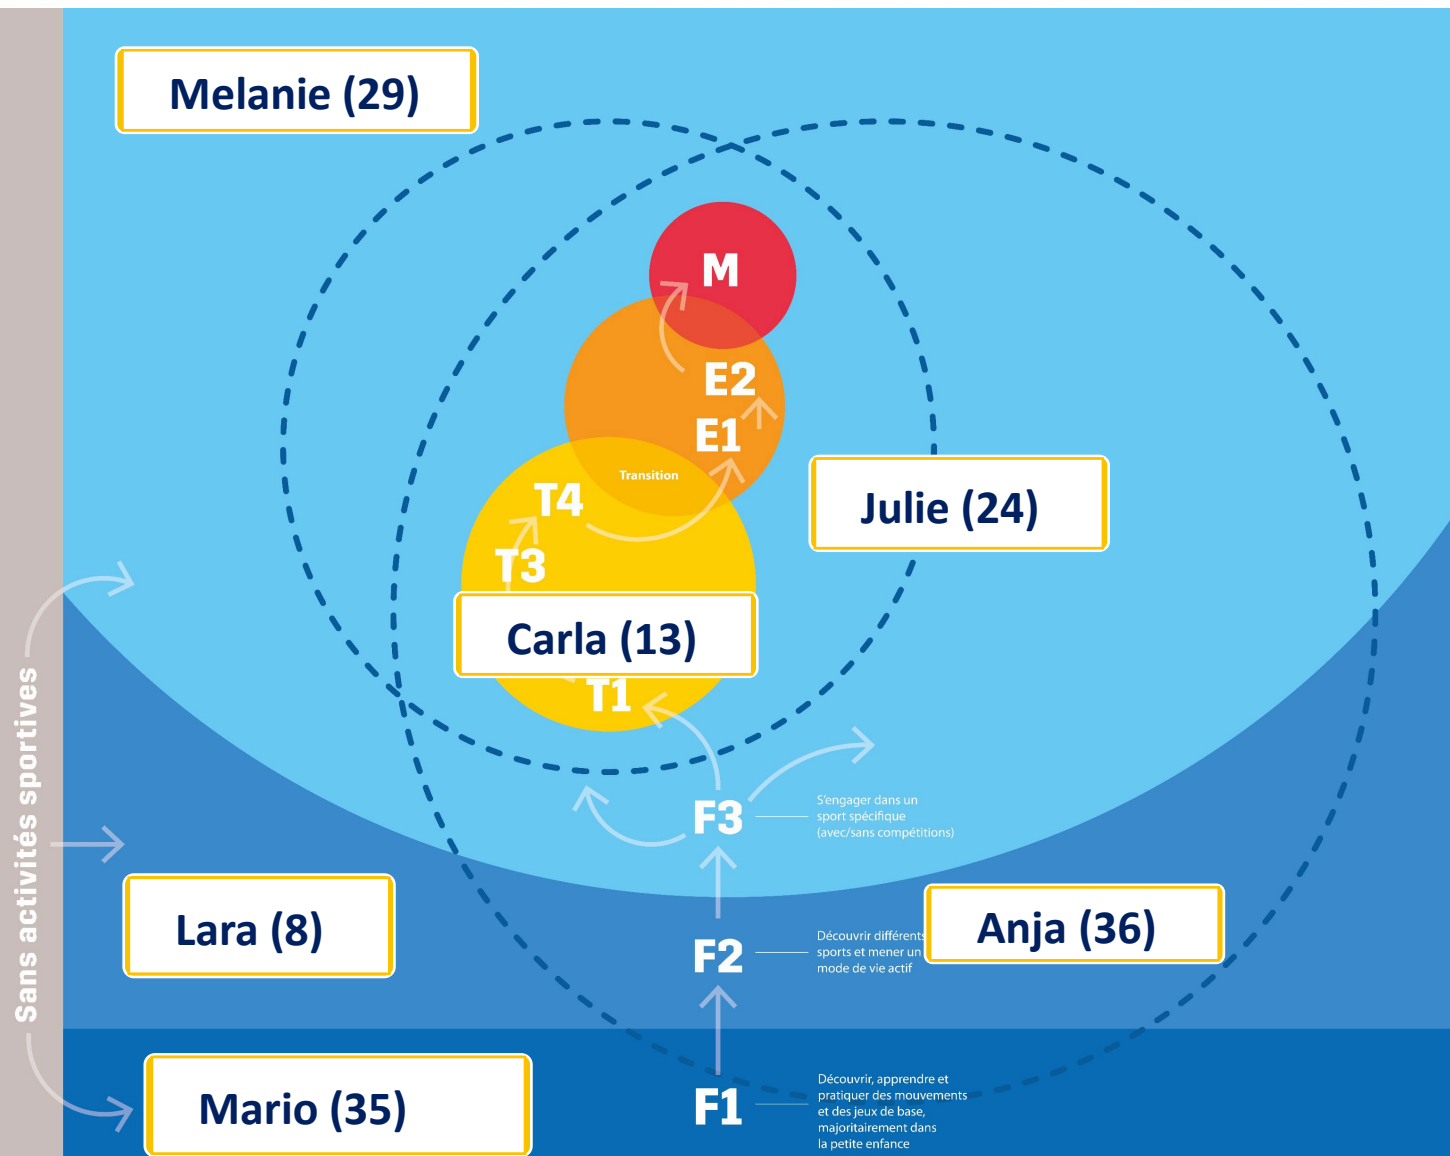 Melanie (29)
M
E2
E1
Transition
T4
Julie (24)
T3
Carla (13)
T1
Sans activités sportives
F3
S'engager dans un
sport spécifique
(avec/sans compétitions)
Lara (8)
Anja (36)
F2
Découvrir différents
sports et mener un
mode de vie actif
Mario (35)
F1
Découvrir, apprendre et
pratiquer des mouvements
et des jeux de base,
majoritairement dans
la petite enfance